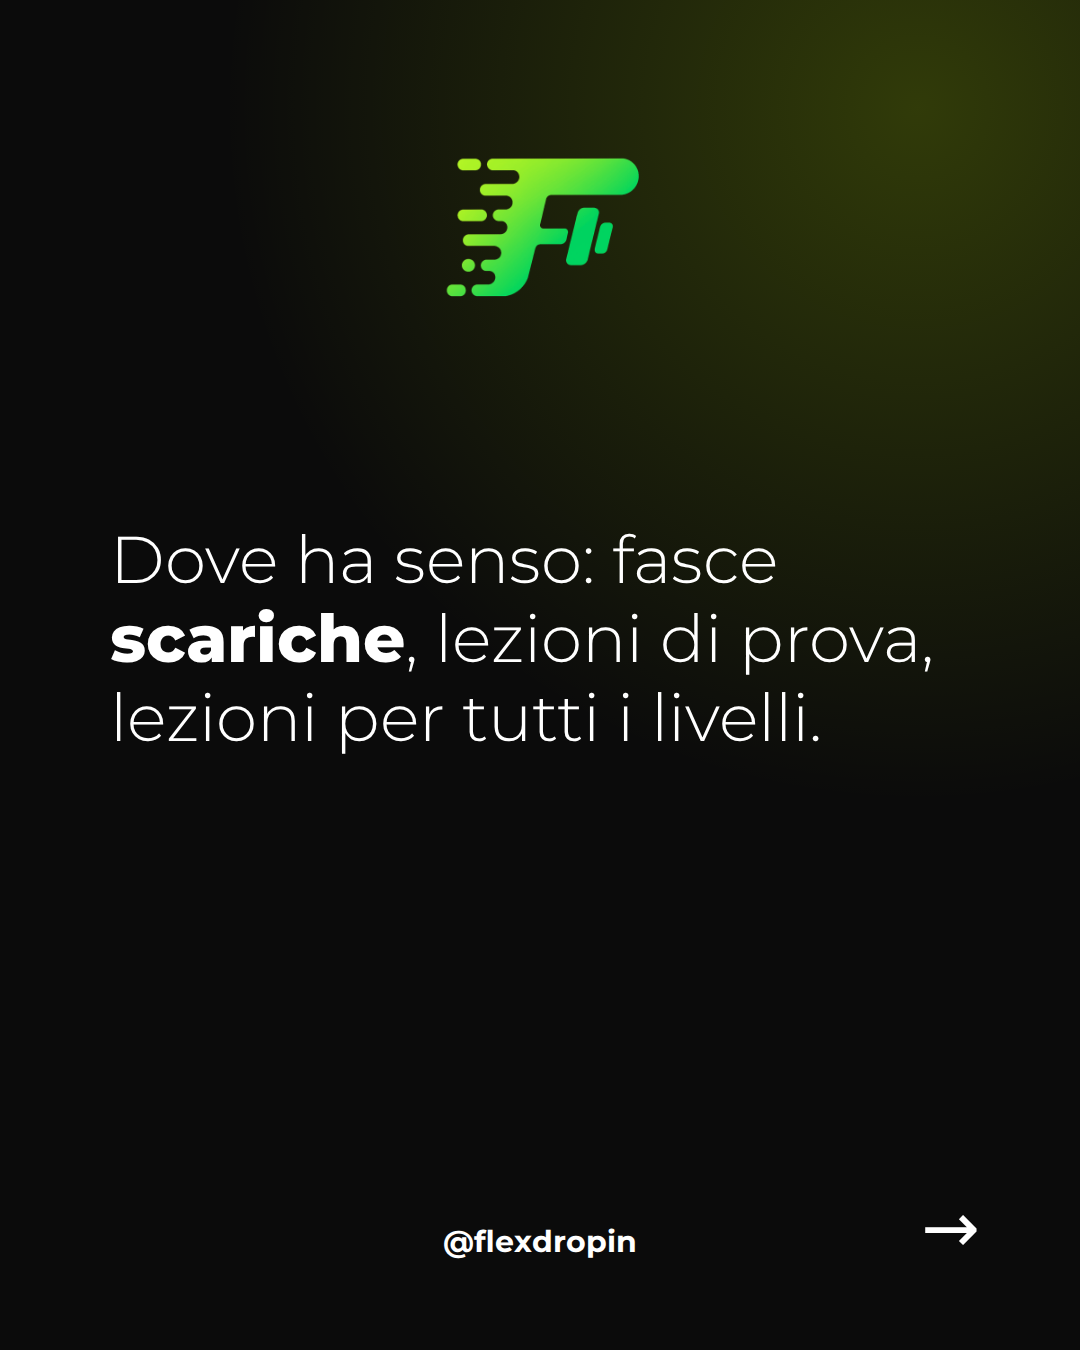 Dove ha senso: fasce
scariche, lezioni di prova,
lezioni per tutti i livelli.
@flexdropin